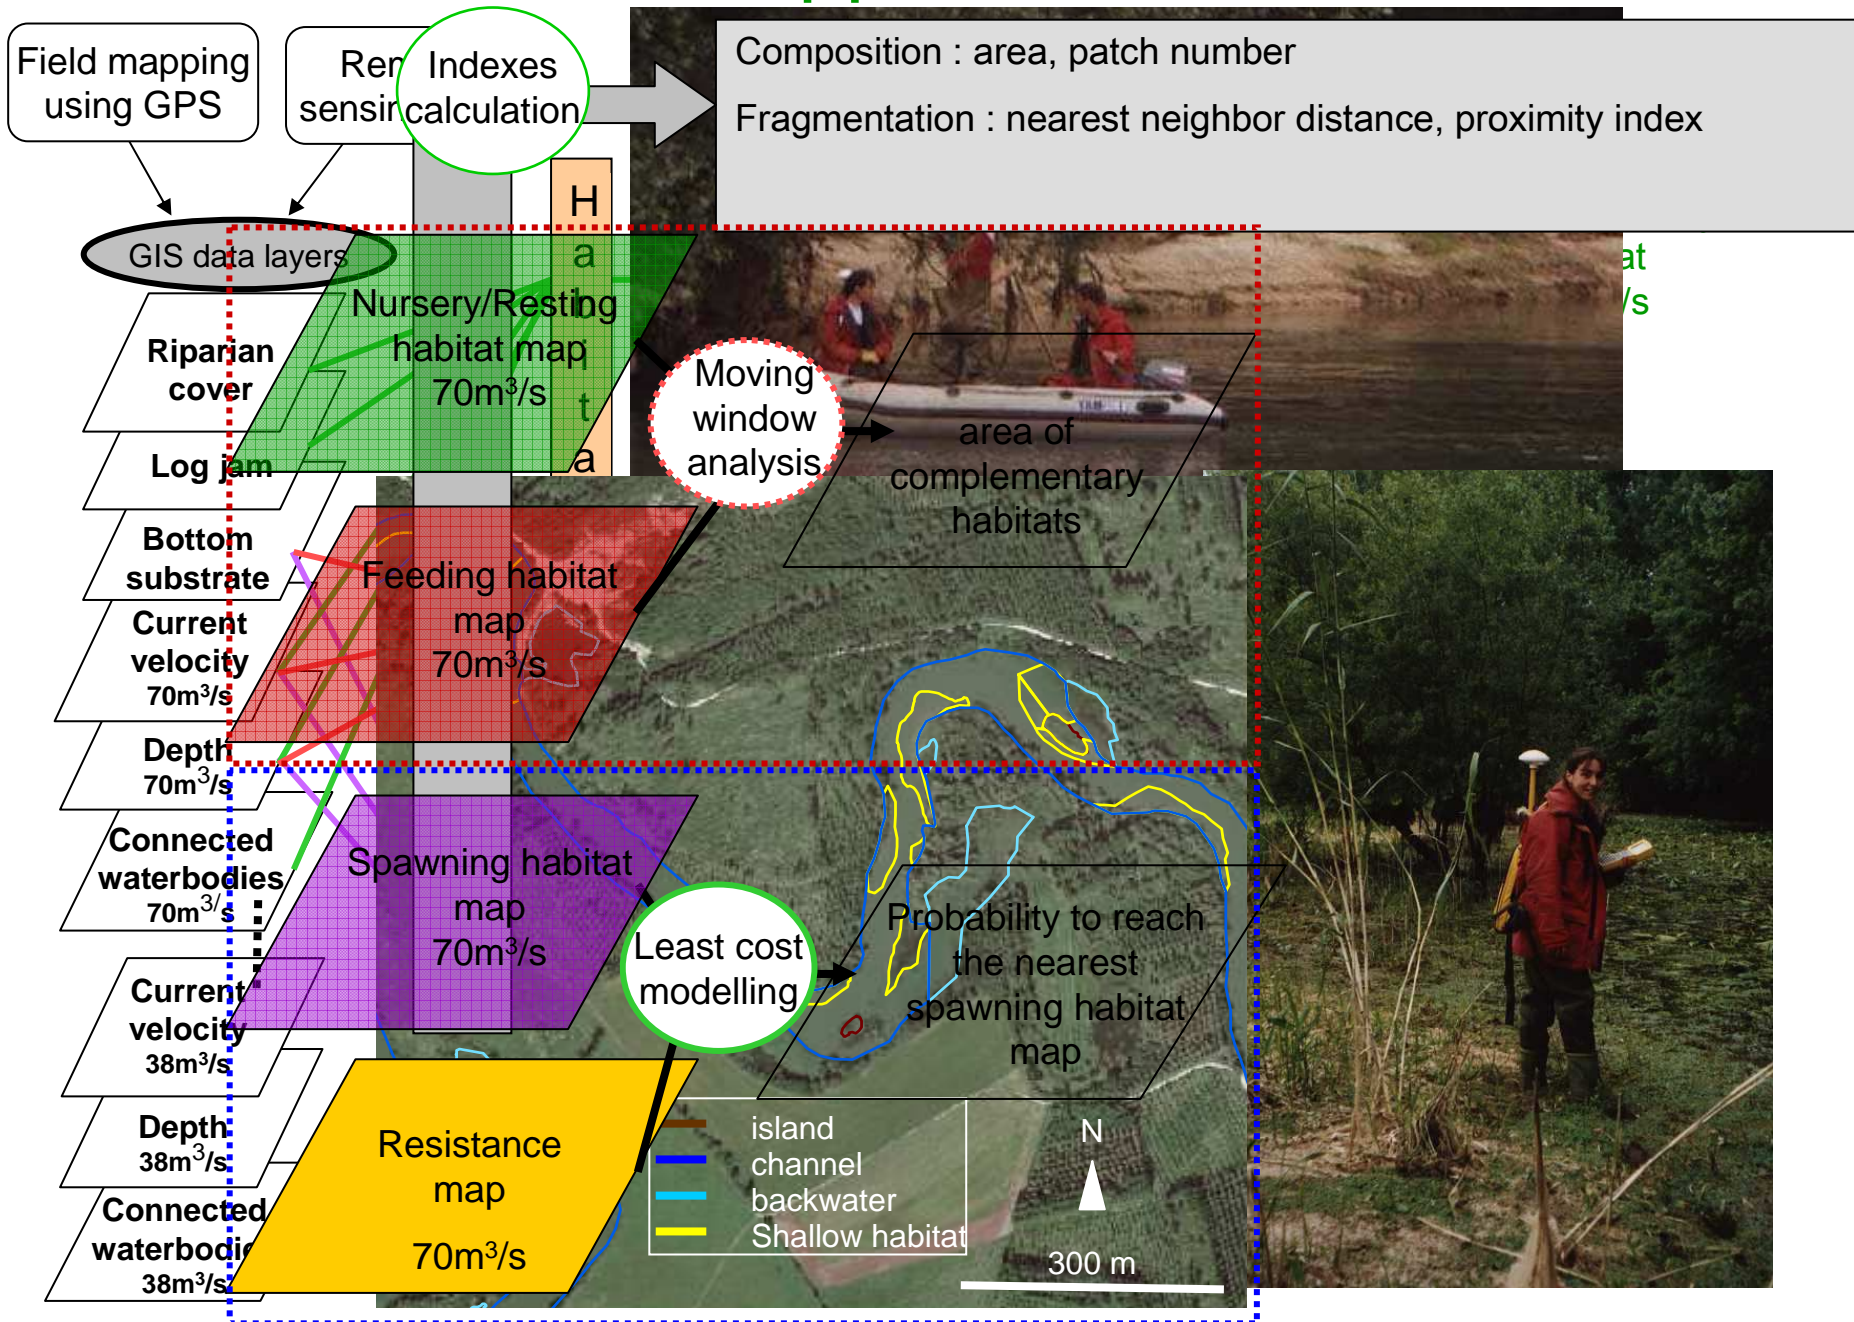 Field mapping
using GPS
Indexes
calculation
Composition : area, patch number
Fragmentation : nearest neighbor distance, proximity index
GIS data layers
H
a
b
i
t
a
at
/s
Riparian
cover
Log jam
Bottom
substrate
Current
velocity
70m³/s
Depth
70m³/s
Connected
waterbodies
70m³/s
Current
velocity
38m³/s
Depth
38m³/s
Connected
38m³/s
Nursery/Resting
habitat map
70m³/s
Feeding habitat
map
70m³/s
Spawning habitat
map
70m³/s
Resistance
map
70m³/s
Moving
window
analysis
area of
complementary
habitats
Least cost
modelling
Probability to reach
the nearest
spawning habitat
map
island
channel
backwater
Shallow habitat
N
300 m